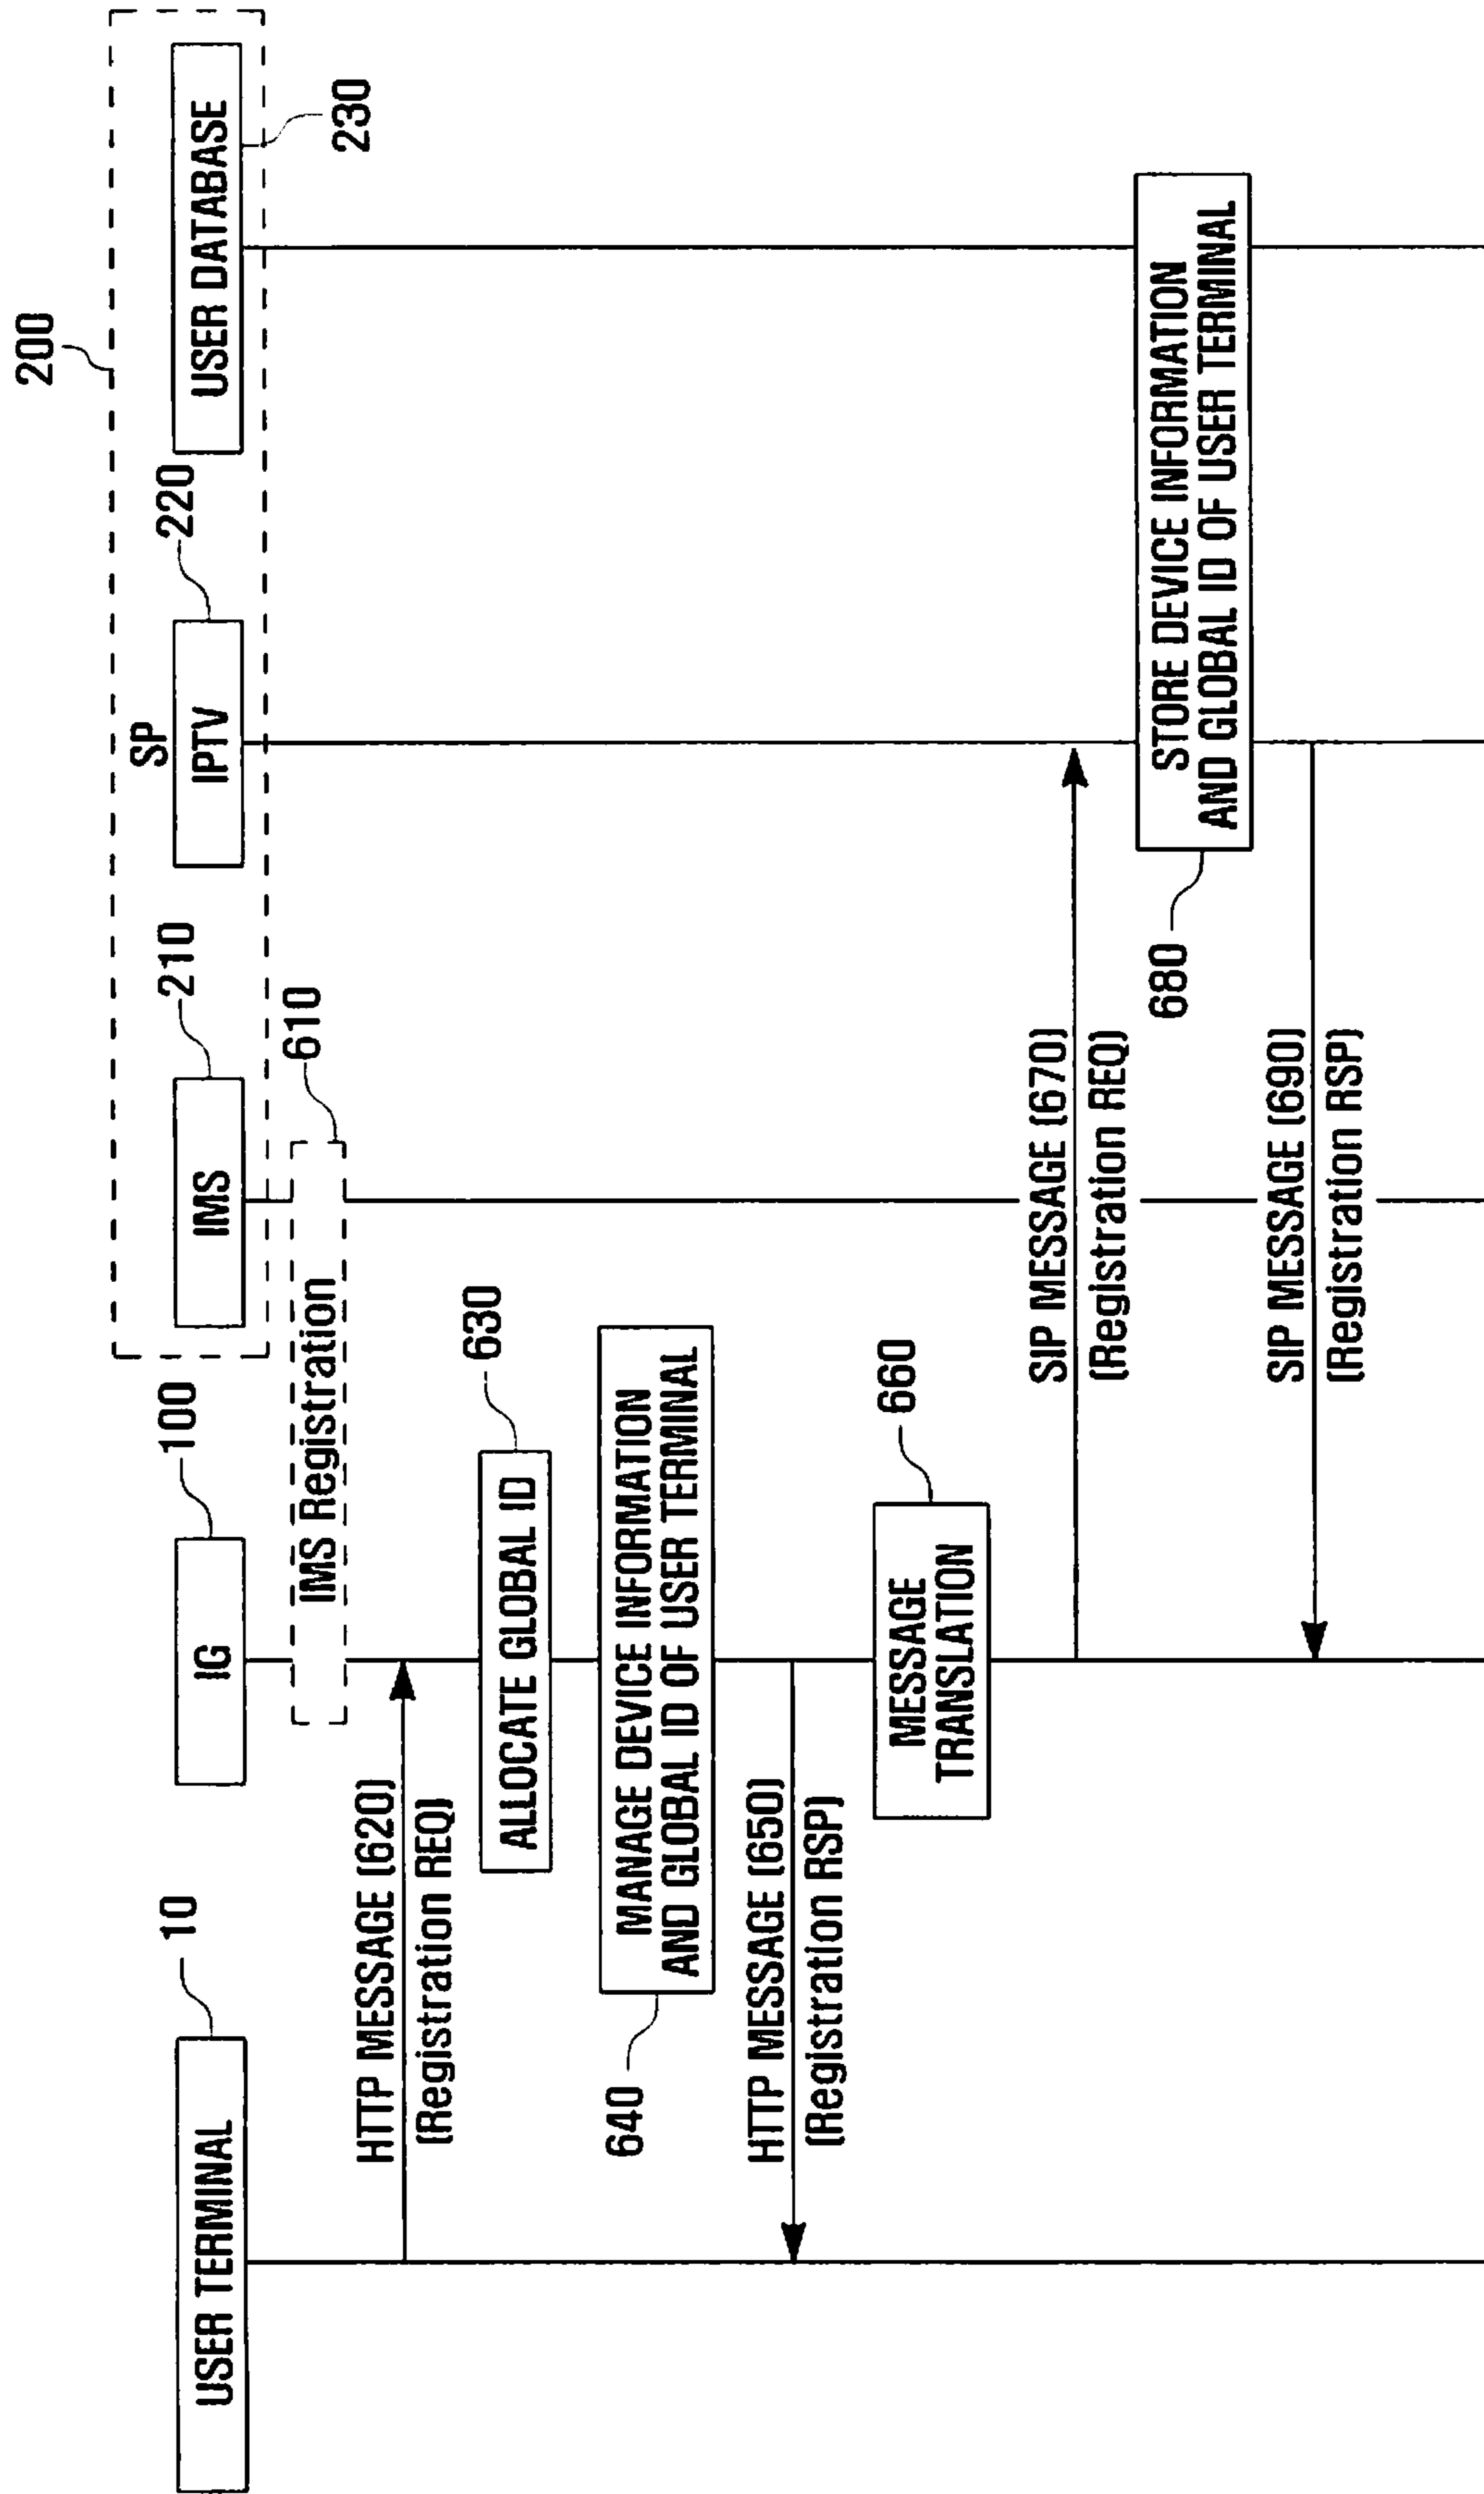 200
SP
10
100
210
220
USER TERMINAL
IG
IMS
IPTV
USER DATABASE
230
IMS Registration
610
HTTP MESSAGE (620)
(Registration REQ)
630
ALLOCATE GLOBAL ID
640
MANAGE DEVICE INFORMATION
AND GLOBAL ID OF USER TERMINAL
HTTP MESSAGE (650)
(Registration RSP)
660
MESSAGE
TRANSLATION
SIP MESSAGE (670)
(Registration REQ)
680
STORE DEVICE INFORMATION
AND GLOBAL ID OF USER TERMINAL
SIP MESSAGE (690)
(Registration RSP)